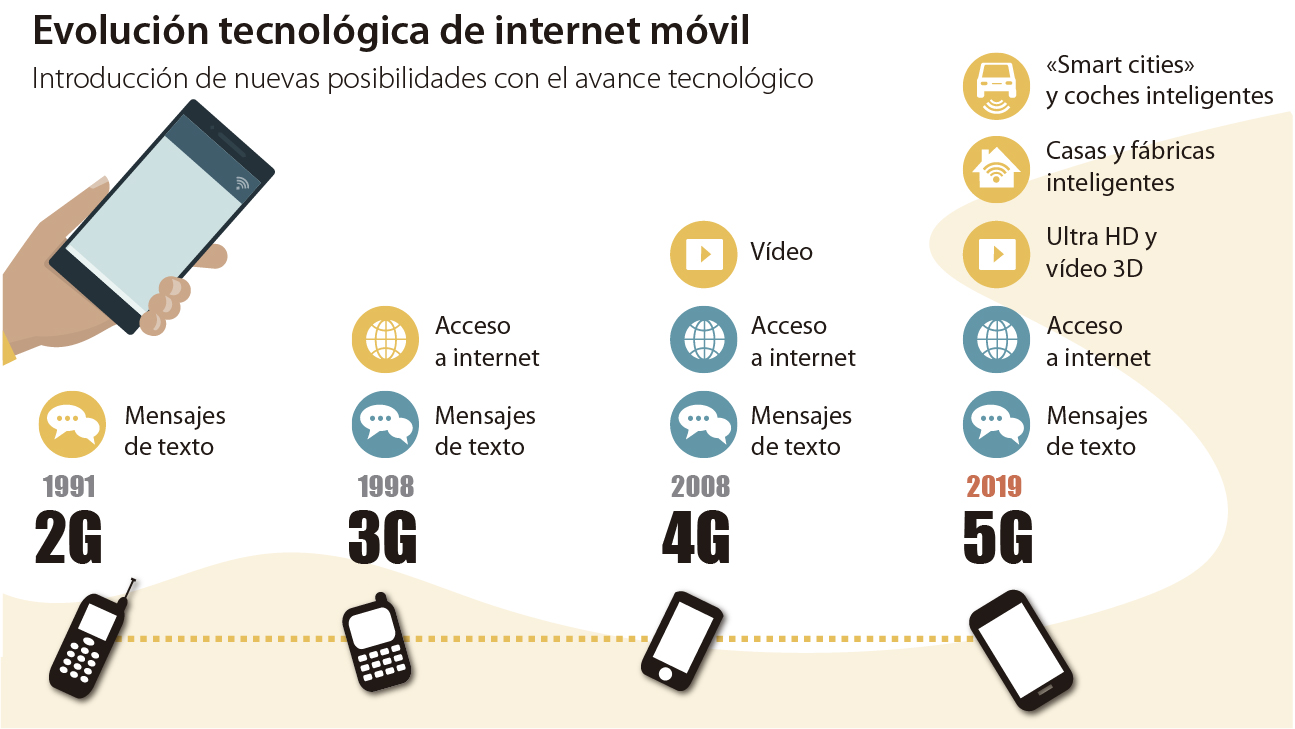 Evolución tecnológica de internet móvil
Introducción de nuevas posibilidades con el avance tecnológico
Mensajes
de texto
1991
2G
Acceso
a internet
Mensajes
de texto
1998
3G
Vídeo
Acceso
a internet
Mensajes
de texto
2008
4G
«Smart cities»
y coches inteligentes
Casas y fábricas
inteligentes
Ultra HD y
vídeo 3D
Acceso
a internet
Mensajes
de texto
2019
5G